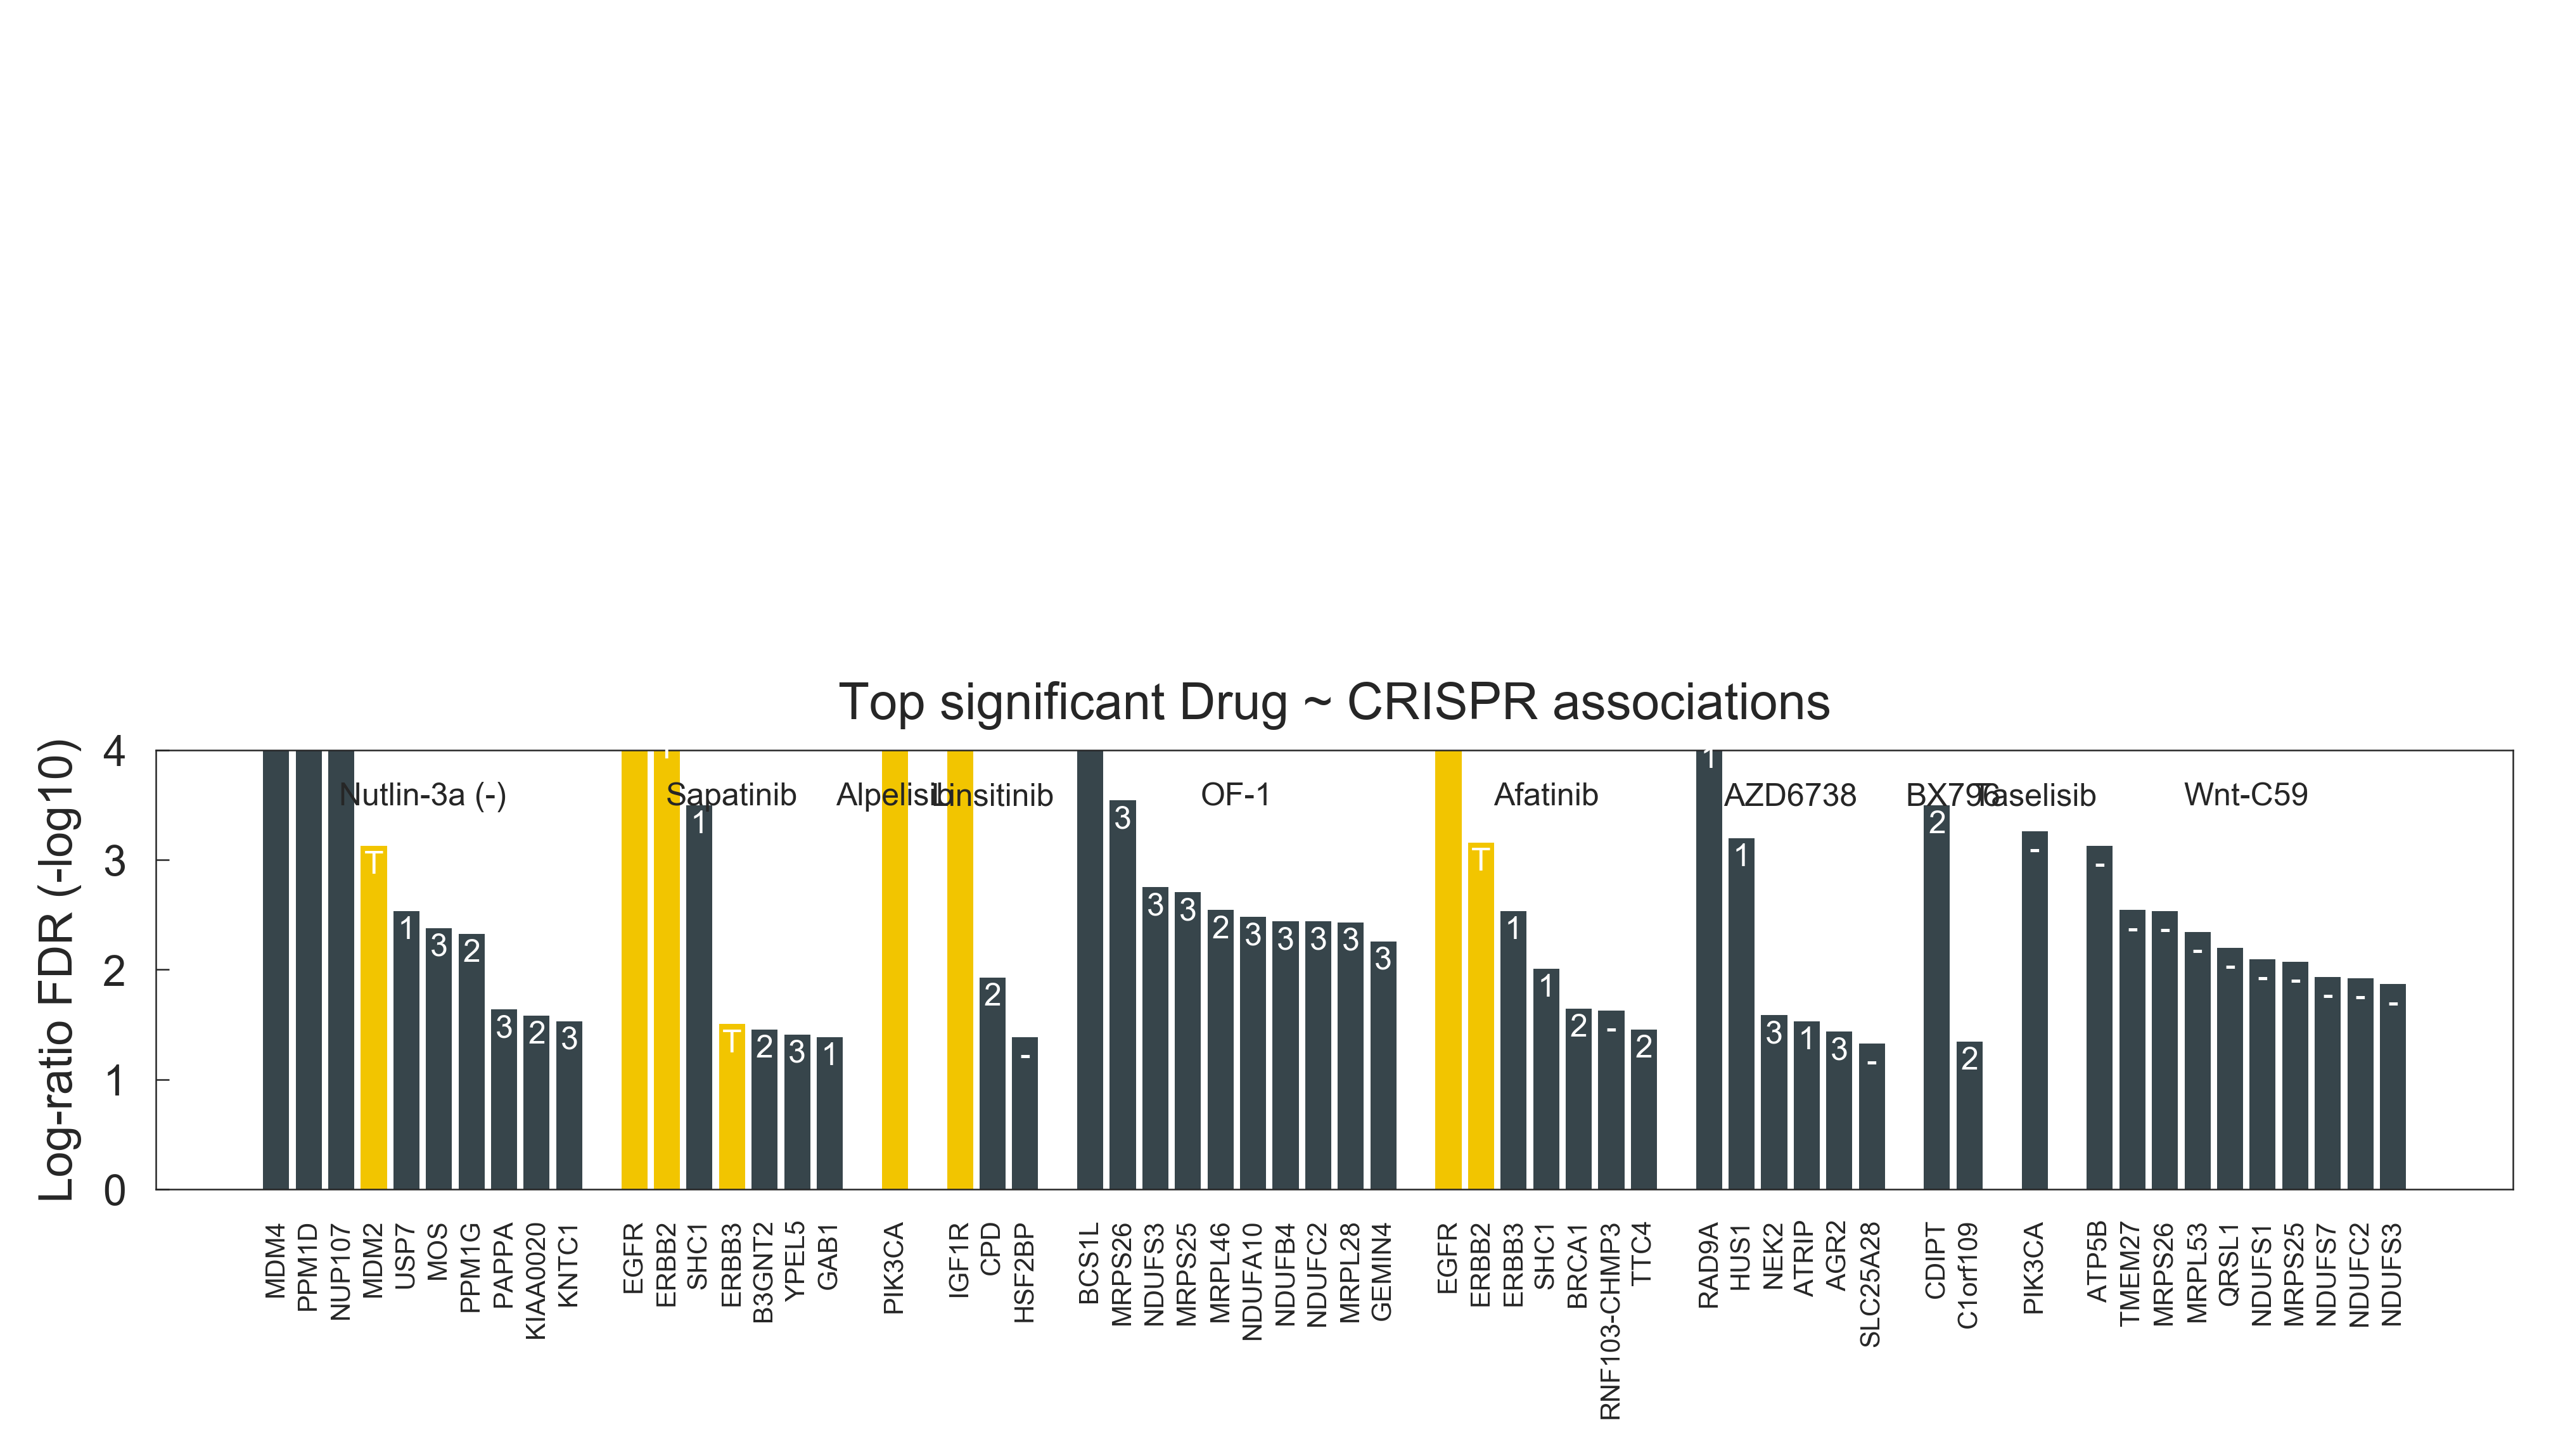 Top significant Drug ~ CRISPR associations
Log-ratio FDR (-log10)
4
3
2
1
0
Nutlin-3a (-)
Sapatinib
Alpelisib
Linsitinib
OF-1
Afatinib
AZD6738
BX796
Taselisib
Wnt-C59
T 1 3 2 3 2 3
1 T 2 3 1
2 -
3 3 3 2 3 3 3 3 3
T 1 1 2 - 2
1 1 3 1 3 -
2 2
-
- - - - - - - - - -
MDM4
PPM1D
NUP107
MDM2
USP7
MOS
PPM1G
PAPPA
KIAA0020
KNTC1
EGFR
ERBB2
SHC1
ERBB3
B3GNT2
YPEL5
GAB1
PIK3CA
IGF1R
CPD
HSF2BP
BCS1L
MRPS26
NDUFS3
MRPS25
MRPL46
NDUFA10
NDUFB4
NDUFC2
MRPL28
GEMIN4
EGFR
ERBB2
ERBB3
SHC1
BRCA1
RNF103-CHMP3
TTC4
RAD9A
HUS1
NEK2
ATRIP
AGR2
SLC25A28
CDIPT
C1orf109
PIK3CA
ATP5B
TMEM27
MRPS26
MRPL53
QRSL1
NDUFS1
MRPS25
NDUFS7
NDUFC2
NDUFS3